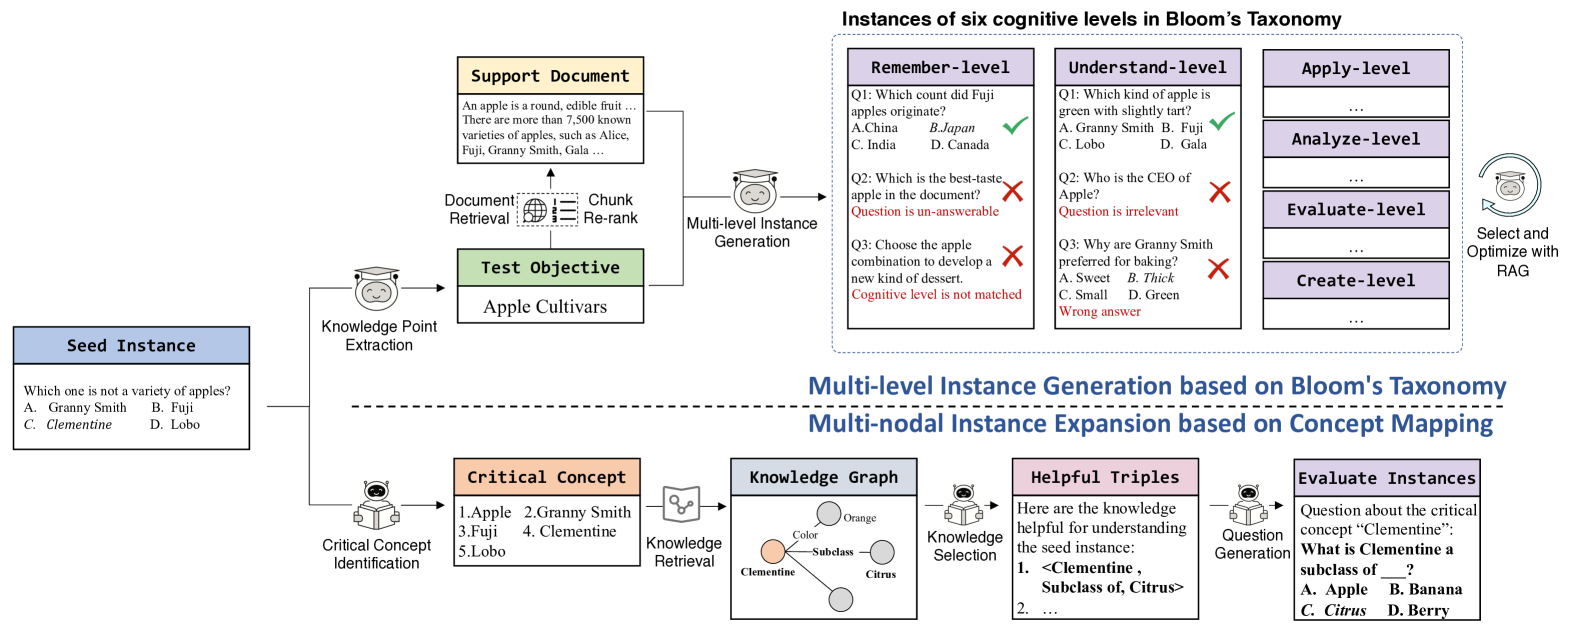 Instances of six cognitive levels in Bloom's Taxonomy
Support Document
An apple is a round, edible fruit ...
There are more than 7,500 known
varieties of apples, such as Alice,
Fuji, Granny Smith, Gala ...
Document
Retrieval
Chunk
Re-rank
Test Objective
Apple Cultivars
Knowledge Point
Extraction
Multi-level Instance
Generation
Remember-level
Q1: Which count did Fuji
apples originate?
A.China B.Japan
C. India D. Canada
Q2: Which is the best-taste
apple in the document?
Question is un-answerable
Q3: Choose the apple
combination to develop a
new kind of dessert.
Cognitive level is not matched
Understand-level
Q1: Which kind of apple is
green with slightly tart?
A. Granny Smith B. Fuji
C. Lobo D. Gala
Q2: Who is the CEO of
Apple?
Question is irrelevant
Q3: Why are Granny Smith
preferred for baking?
A. Sweet B. Thick
C. Small D. Green
Wrong answer
Apply-level
...
Analyze-level
...
Evaluate-level
...
Create-level
...
Select and
Optimize with
RAG
Seed Instance
Which one is not a variety of apples?
A. Granny Smith B. Fuji
C. Clementine D. Lobo
Multi-level Instance Generation based on Bloom's Taxonomy
Multi-nodal Instance Expansion based on Concept Mapping
Critical Concept
Identification
Critical Concept
1.Apple 2.Granny Smith
3.Fuji 4. Clementine
5.Lobo
Knowledge
Retrieval
Knowledge Graph
Orange
Color
Subclass
Clementine
Citrus
Knowledge
Selection
Helpful Triples
Here are the knowledge
helpful for understanding
the seed instance:
1. <Clementine ,
Subclass of, Citrus>
2. ...
Question
Generation
Evaluate Instances
Question about the critical
concept “Clementine”:
What is Clementine a
subclass of ___?
A. Apple B. Banana
C. Citrus D. Berry